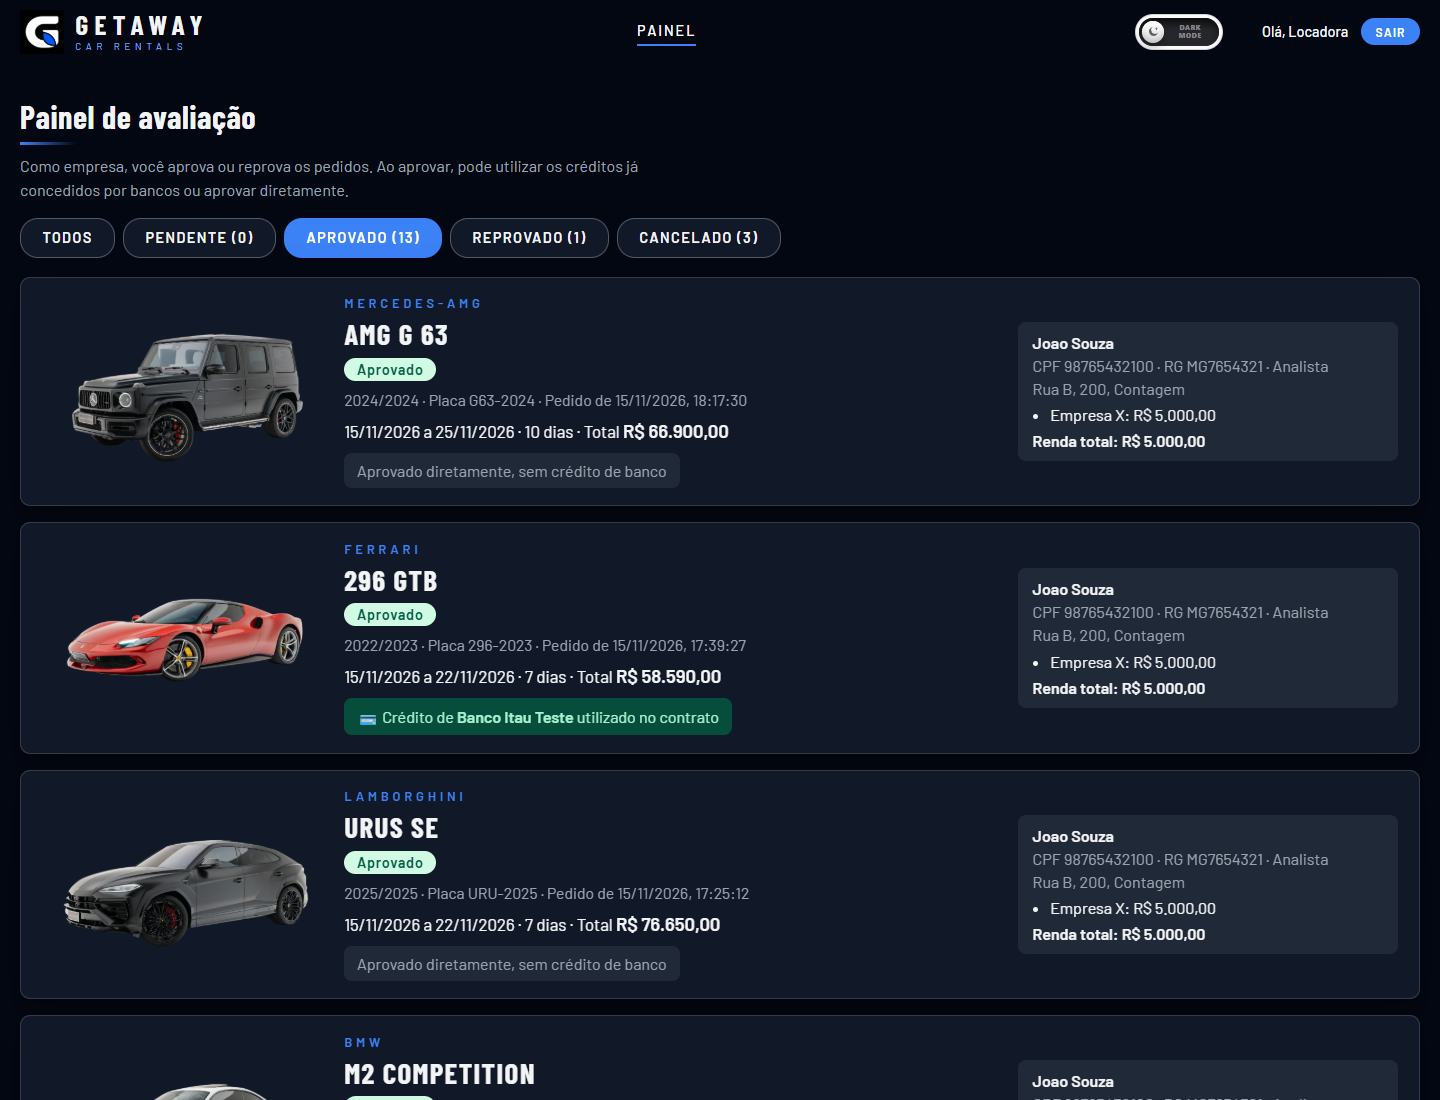 GETAWAY
CAR RENTALS
PAINEL
DARK
MODE
Olá, Locadora
SAIR
Painel de avaliação
Como empresa, você aprova ou reprova os pedidos. Ao aprovar, pode utilizar os créditos já
concedidos por bancos ou aprovar diretamente.
TODOS
PENDENTE (0)
APROVADO (13)
REPROVADO (1)
CANCELADO (3)
MERCEDES-AMG
AMG G 63
Aprovado
2024/2024 · Placa G63-2024 · Pedido de 15/11/2026, 18:17:30
15/11/2026 a 25/11/2026 · 10 dias · Total R$ 66.900,00
Aprovado diretamente, sem crédito de banco
Joao Souza
CPF 98765432100 · RG MG7654321 · Analista
Rua B, 200, Contagem
• Empresa X: R$ 5.000,00
Renda total: R$ 5.000,00
FERRARI
296 GTB
Aprovado
2022/2023 · Placa 296-2023 · Pedido de 15/11/2026, 17:39:27
15/11/2026 a 22/11/2026 · 7 dias · Total R$ 58.590,00
Crédito de Banco Itau Teste utilizado no contrato
Joao Souza
CPF 98765432100 · RG MG7654321 · Analista
Rua B, 200, Contagem
• Empresa X: R$ 5.000,00
Renda total: R$ 5.000,00
LAMBORGHINI
URUS SE
Aprovado
2025/2025 · Placa URU-2025 · Pedido de 15/11/2026, 17:25:12
15/11/2026 a 22/11/2026 · 7 dias · Total R$ 76.650,00
Aprovado diretamente, sem crédito de banco
Joao Souza
CPF 98765432100 · RG MG7654321 · Analista
Rua B, 200, Contagem
• Empresa X: R$ 5.000,00
Renda total: R$ 5.000,00
BMW
M2 COMPETITION
Joao Souza